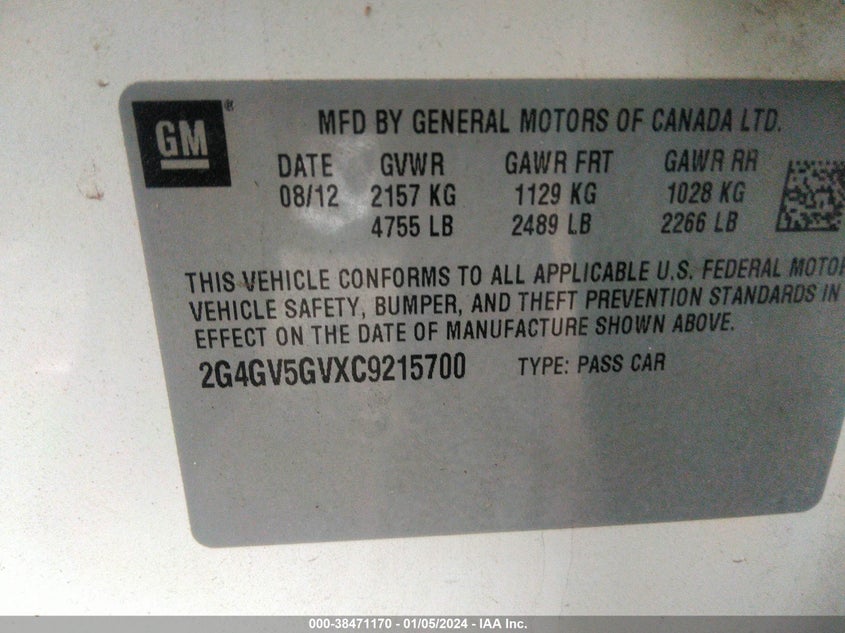 GM ®
MFD BY GENERAL MOTORS OF CANADA LTD.
DATE GVWR GAWR FRT GAWR RR
08/12 2157 KG 1129 KG 1028 KG
4755 LB 2489 LB 2266 LB
THIS VEHICLE CONFORMS TO ALL APPLICABLE U.S. FEDERAL MOTOR
VEHICLE SAFETY, BUMPER, AND THEFT PREVENTION STANDARDS IN
EFFECT ON THE DATE OF MANUFACTURE SHOWN ABOVE.
2G4GV5GVXC9215700 TYPE: PASS CAR
000-38471170 - 01/05/2024 - IAA Inc.